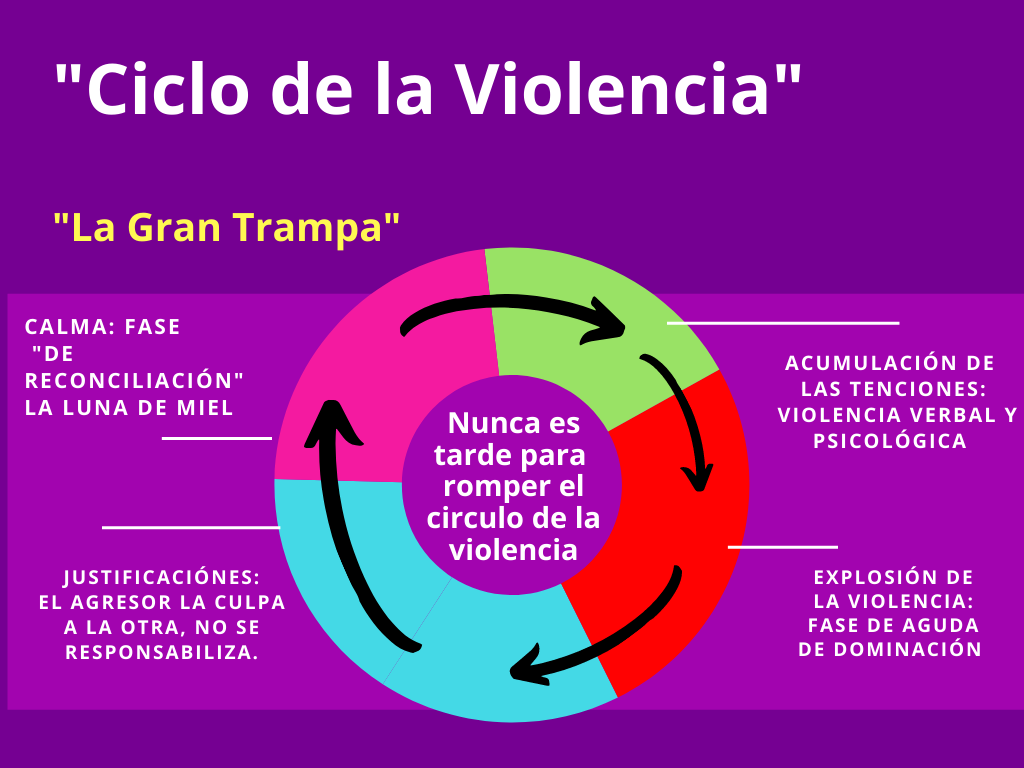 "Ciclo de la Violencia"
"La Gran Trampa"
CALMA: FASE
"DE
RECONCILIACIÓN"
LA LUNA DE MIEL
ACUMULACIÓN DE
LAS TENCIONES:
VIOLENCIA VERBAL Y
PSICOLÓGICA
Nunca es
tarde para
romper el
circulo de la
violencia
JUSTIFICACIÓNES:
EL AGRESOR LA CULPA
A LA OTRA, NO SE
RESPONSABILIZA.
EXPLOSIÓN DE
LA VIOLENCIA:
FASE DE AGUDA
DE DOMINACIÓN